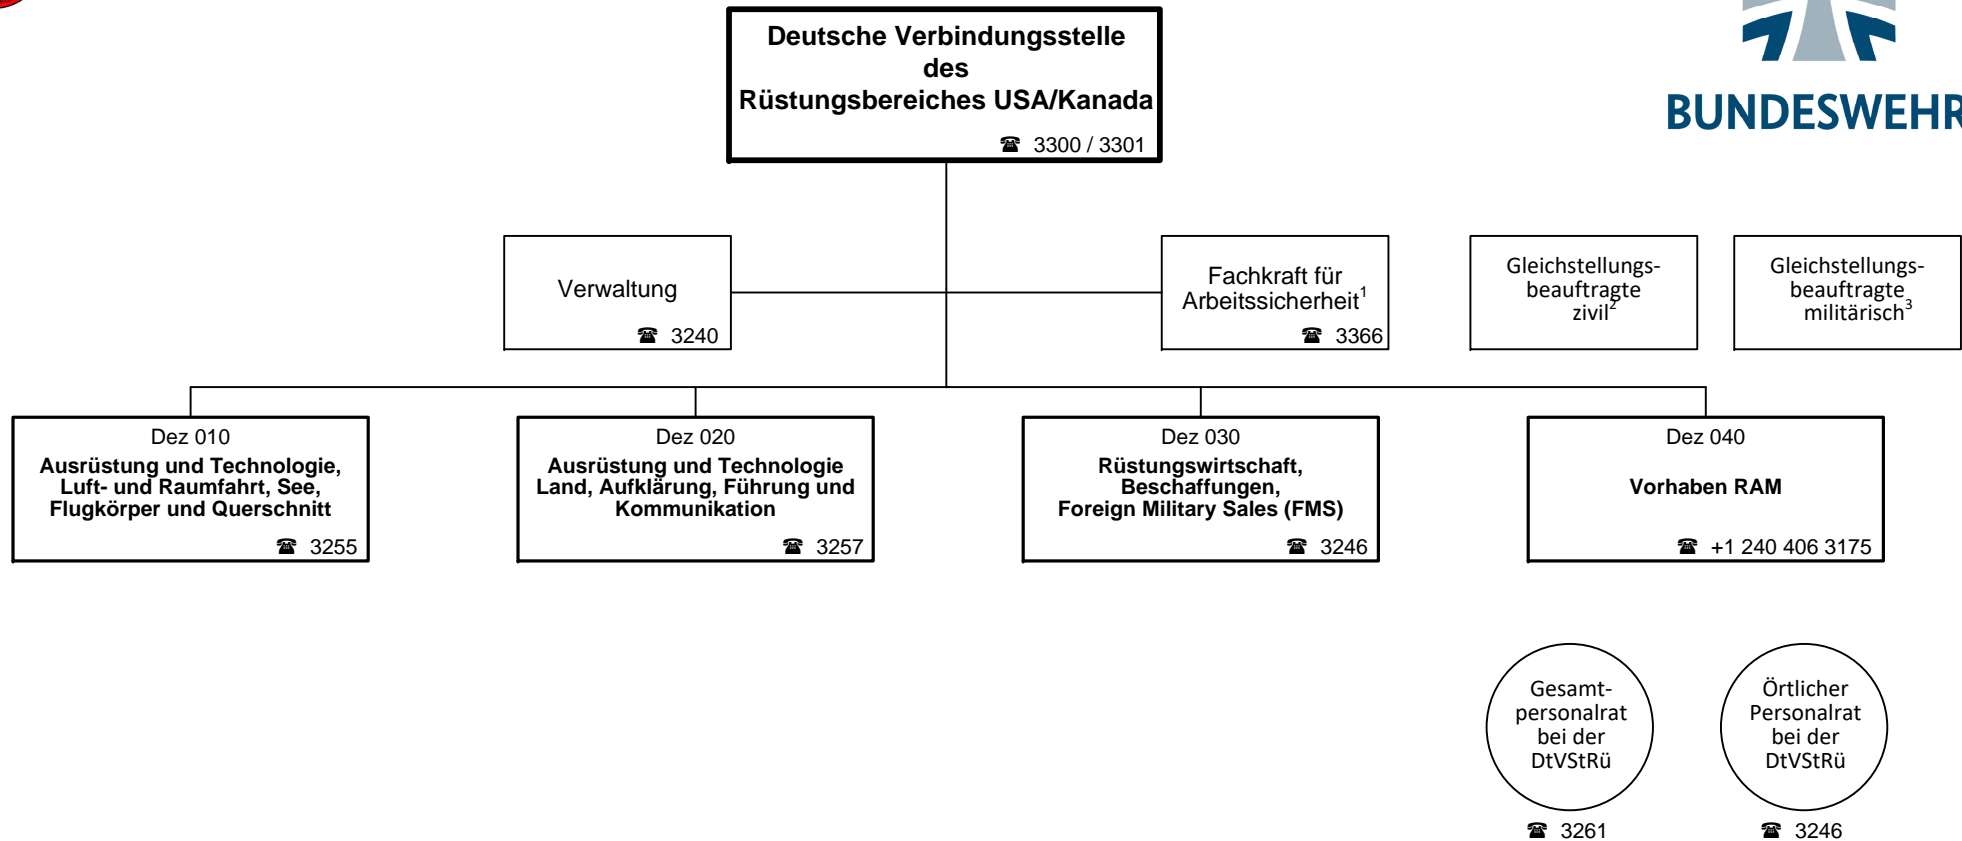 Deutsche Verbindungsstelle
des
Rüstungsbereiches USA/Kanada
☎ 3300 / 3301
BUNDESWEHR
Verwaltung
☎ 3240
Fachkraft für
Arbeitssicherheit¹
☎ 3366
Gleichstellungs-
beauftragte
zivil²
Gleichstellungs-
beauftragte
militärisch³
Dez 010
Ausrüstung und Technologie,
Luft- und Raumfahrt, See,
Flugkörper und Querschnitt
☎ 3255
Dez 020
Ausrüstung und Technologie
Land, Aufklärung, Führung und
Kommunikation
☎ 3257
Dez 030
Rüstungswirtschaft,
Beschaffungen,
Foreign Military Sales (FMS)
☎ 3246
Dez 040
Vorhaben RAM
☎ +1 240 406 3175
Gesamt-
personalrat
bei der
DtVStRü
☎ 3261
Örtlicher
Personalrat
bei der
DtVStRü
☎ 3246